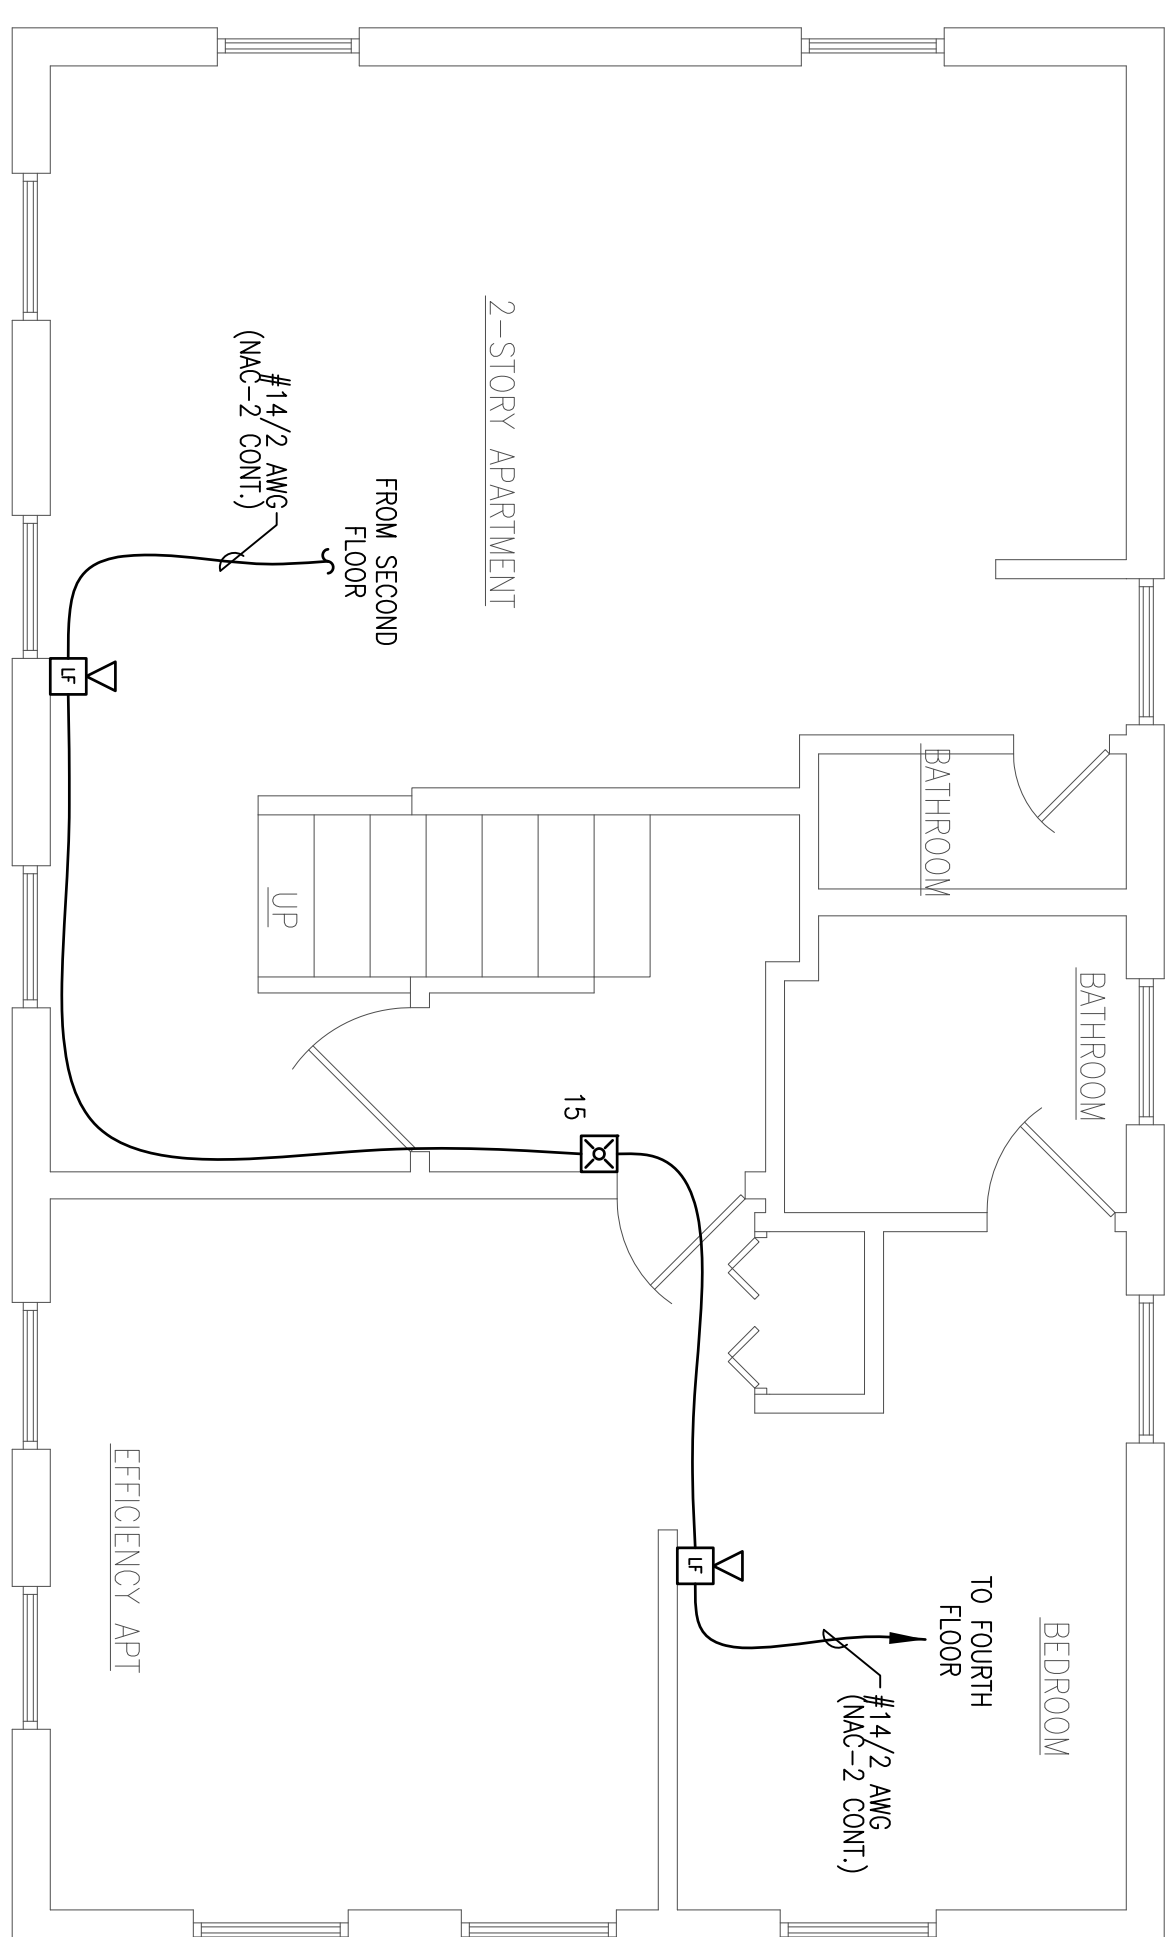 2-STORY APARTMENT
FROM SECOND
FLOOR
#14/2 AWG
(NAC-2 CONT.)
LF
BATHROOM
UP
BATHROOM
15
TO FOURTH
FLOOR
BEDROOM
#14/2 AWG
(NAC-2 CONT.)
LF
EFFICIENCY APT